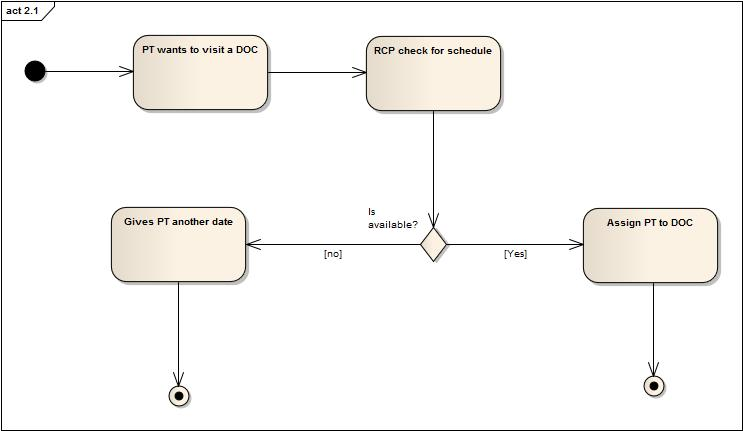 act 2.1
PT wants to visit a DOC
RCP check for schedule
Is
available?
Gives PT another date
[no]
[Yes]
Assign PT to DOC